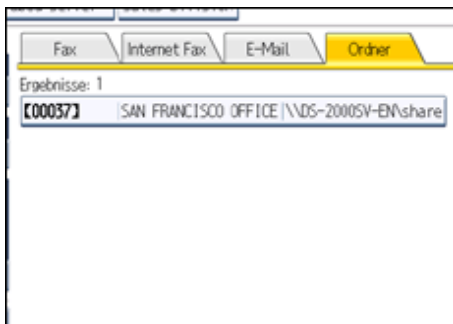 Fax Internet Fax E-Mail Ordner
Ergebnisse: 1
【00037】 SAN FRANCISCO OFFICE \\DS-2000SV-EN\share